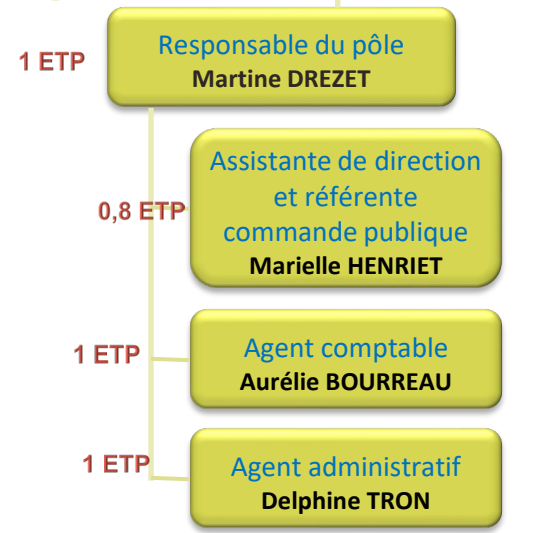 1 ETP
Responsable du pôle
Martine DREZET
0,8 ETP
Assistante de direction
et référente
commande publique
Marielle HENRIET
1 ETP
Agent comptable
Aurélie BOURREAU
1 ETP
Agent administratif
Delphine TRON